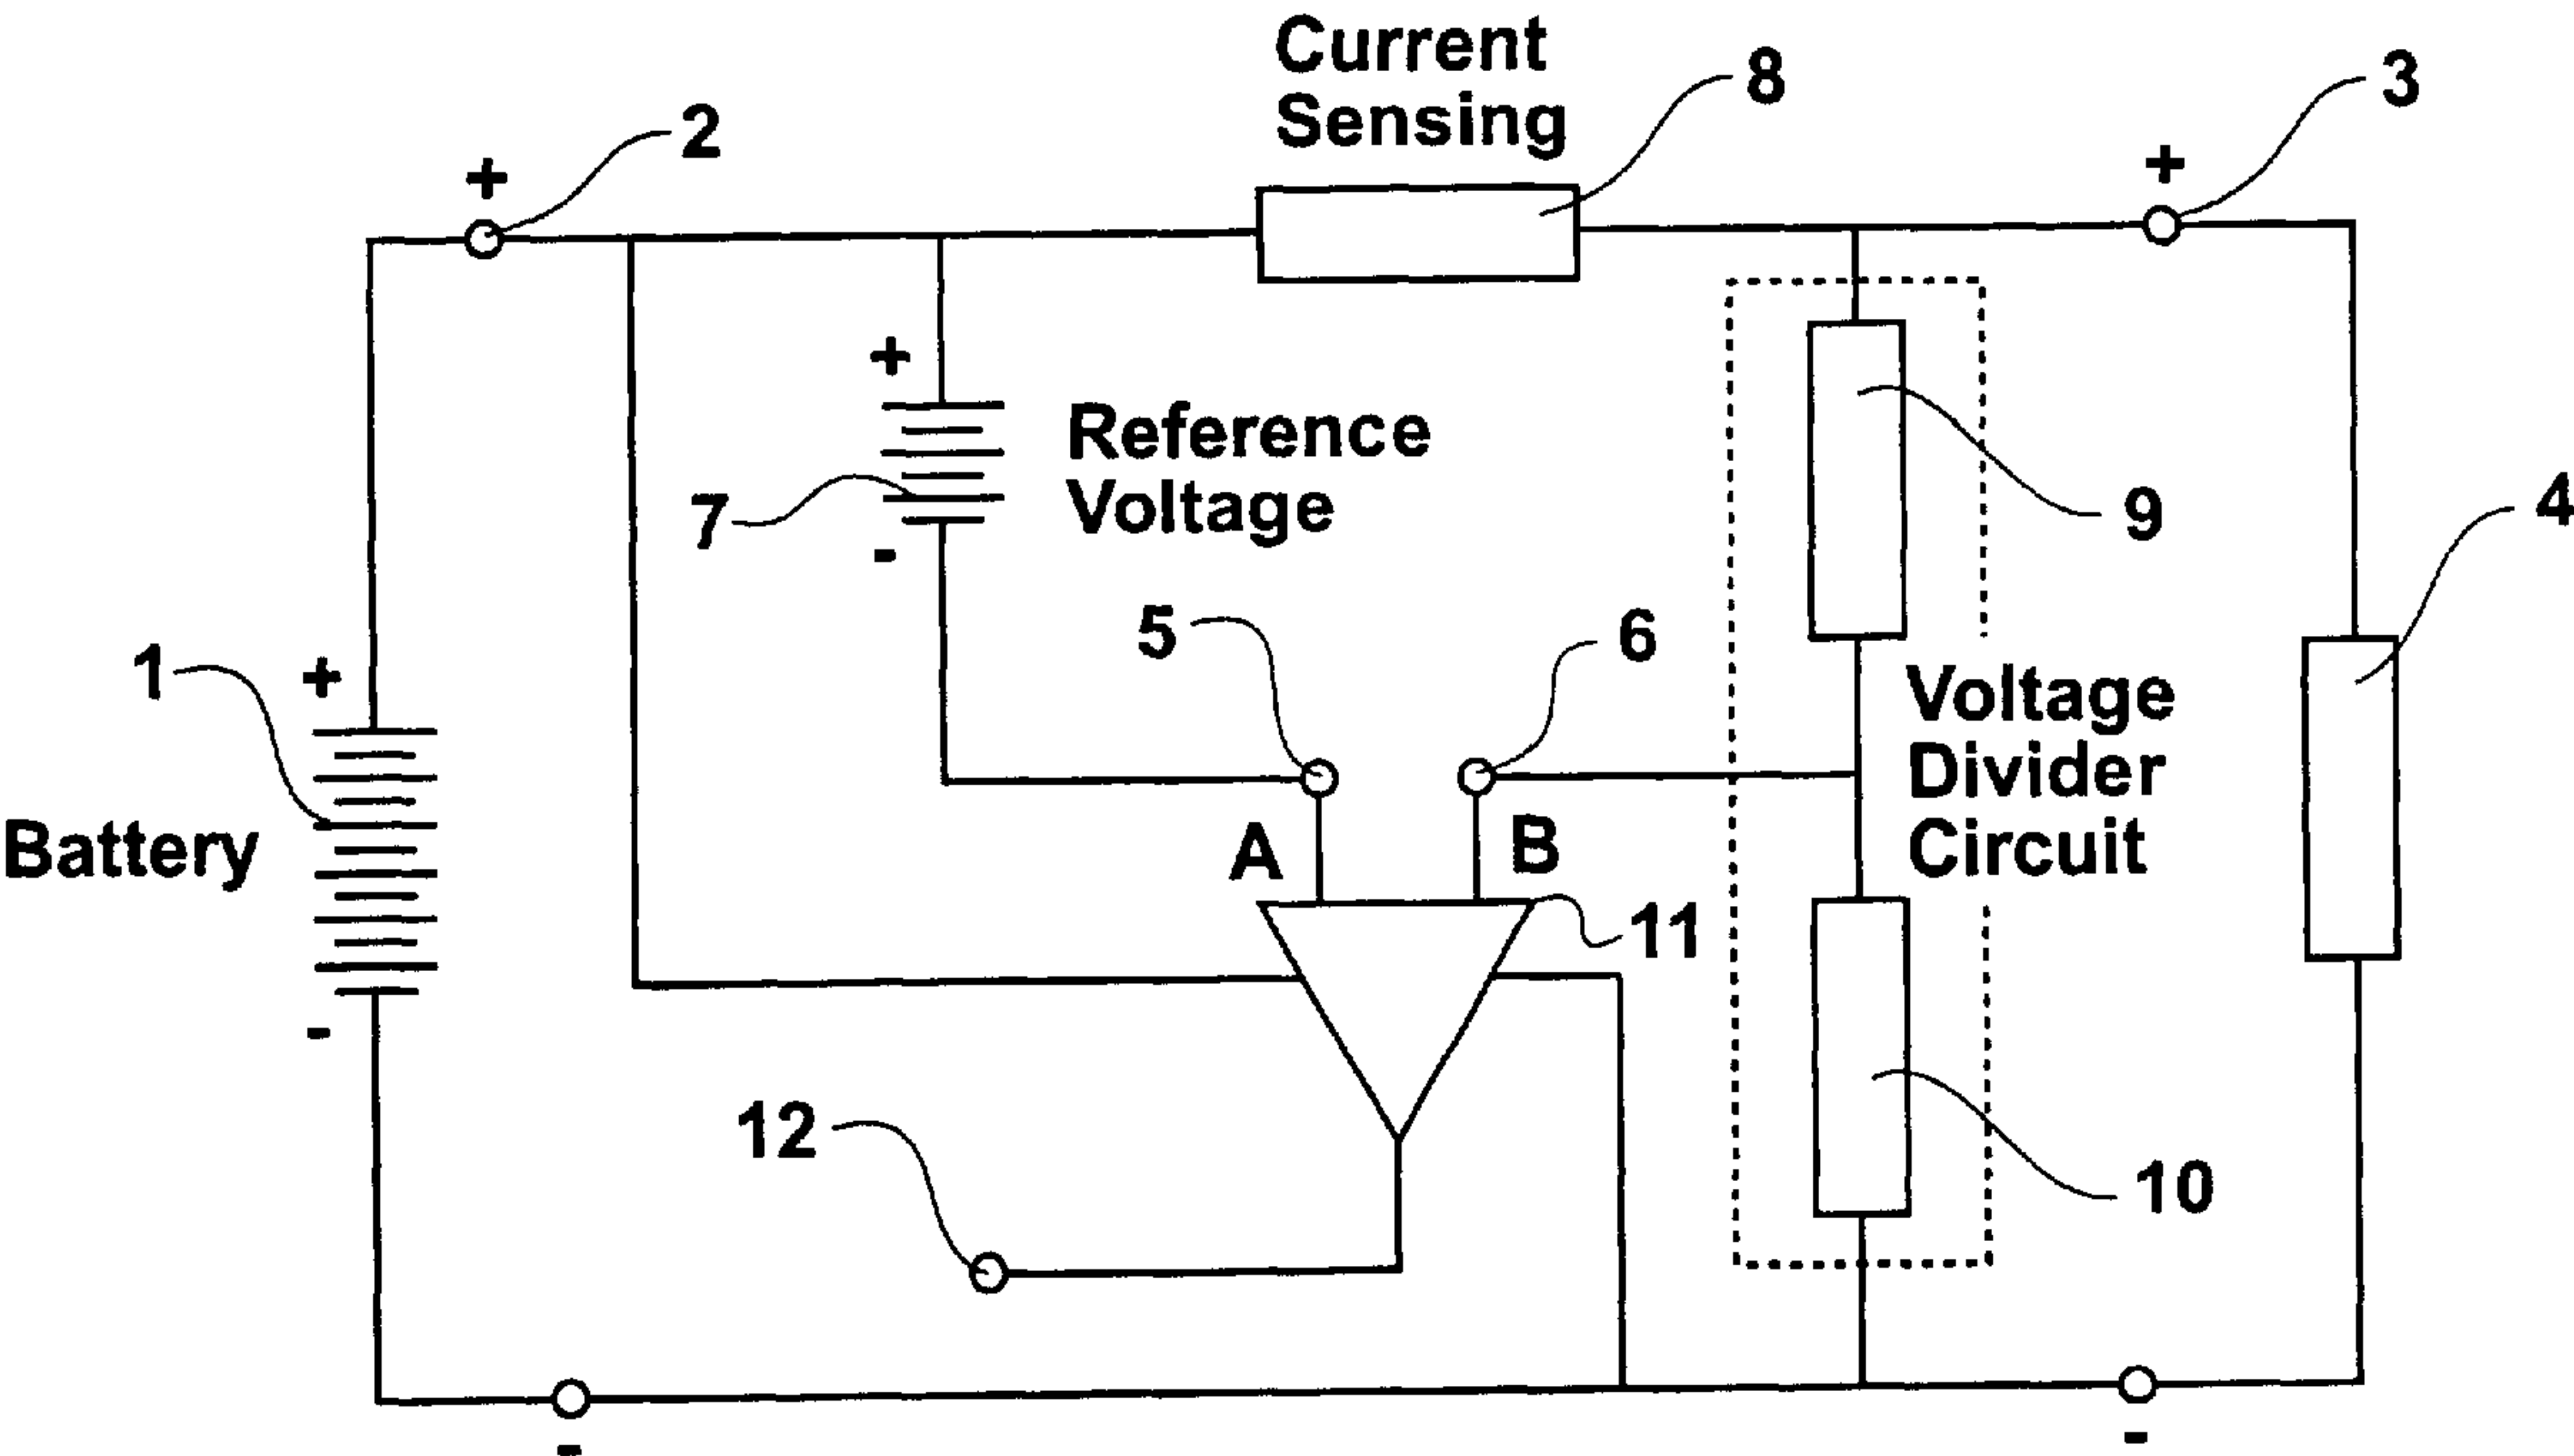 Current
Sensing
8
3
2
+
+
+
Reference
Voltage
7
-
9
4
5
6
1
+
Voltage
Divider
Circuit
Battery
A
B
11
-
12
10
-
-